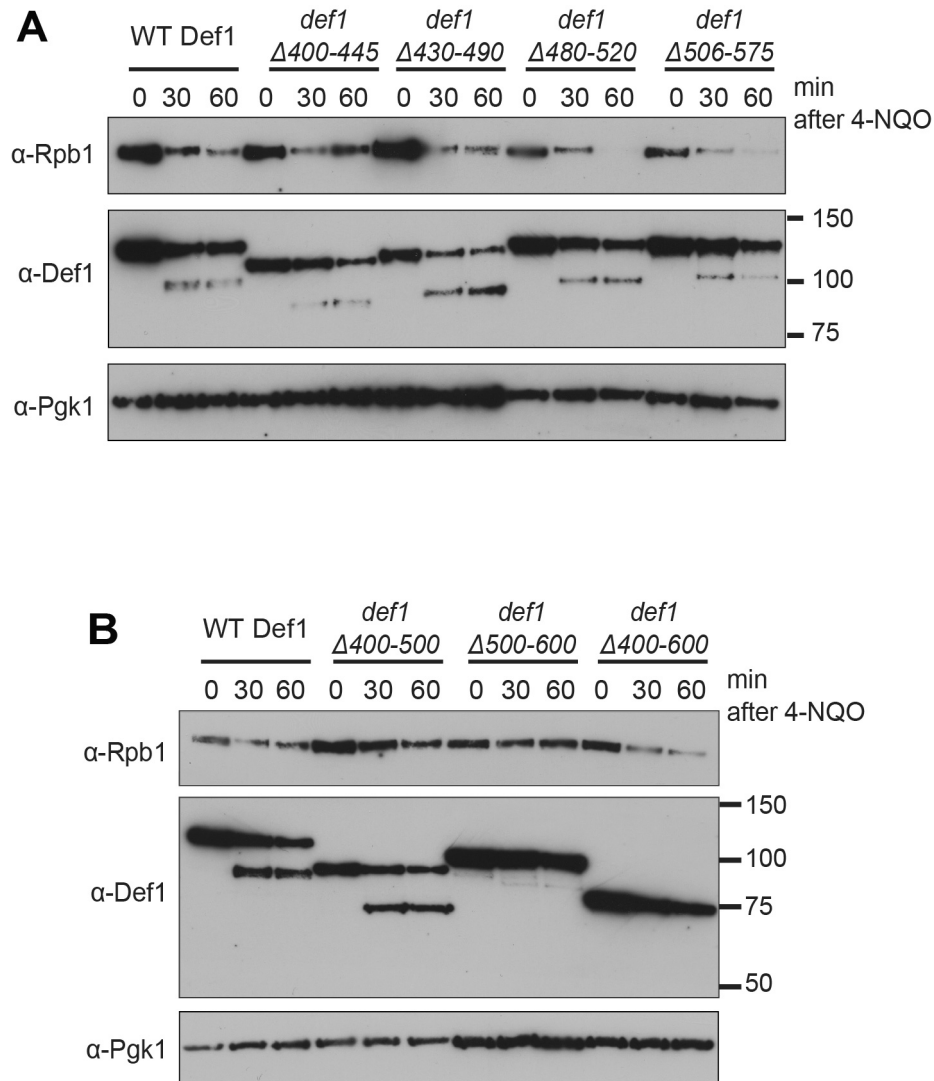 A
WT Def1
def1
Δ400-445
def1
Δ430-490
def1
Δ480-520
def1
Δ506-575
0 30 60 0 30 60 0 30 60 0 30 60 0 30 60 min
after 4-NQO
α-Rpb1
α-Def1
150
100
75
α-Pgk1
B
WT Def1
def1
Δ400-500
def1
Δ500-600
def1
Δ400-600
0 30 60 0 30 60 0 30 60 0 30 60 min
after 4-NQO
α-Rpb1
α-Def1
150
100
75
50
α-Pgk1